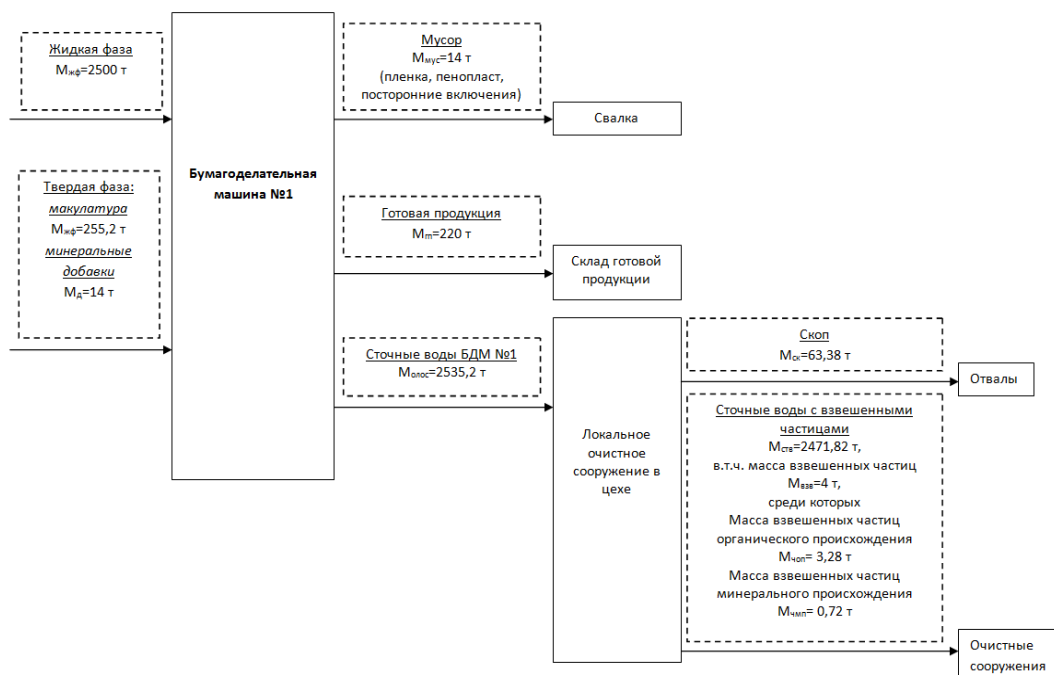 Жидкая фаза
Мжф=2500 т
Твердая фаза:
макулатура
Мжф=255,2 т
минеральные
добавки
Мд=14 т
Бумагоделательная
машина №1
Мусор
Ммус=14 т
(пленка, пенопласт,
посторонние включения)
Свалка
Готовая продукция
Мгп=220 т
Склад готовой
продукции
Сточные воды БДМ №1
Молос=2535,2 т
Локальное
очистное
сооружение в
цехе
Скоп
Мск=63,38 т
Отвалы
Сточные воды с взвешенными
частицами
Мств=2471,82 т,
в.т.ч. масса взвешенных частиц
Мвзв=4 т,
среди которых
Масса взвешенных частиц
органического происхождения
Мчоп= 3,28 т
Масса взвешенных частиц
минерального происхождения
Мчмп= 0,72 т
Очистные
сооружения